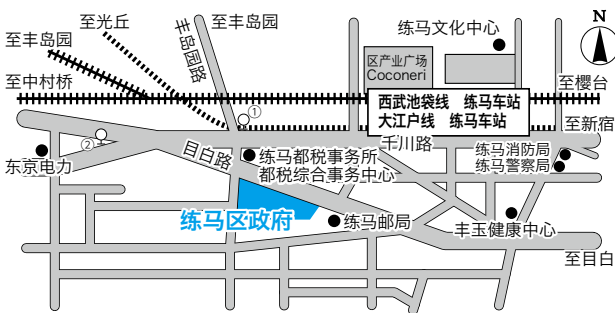 至光丘
至丰岛园
N
至丰岛园
丰岛园路
练马文化中心
区产业广场
Coconeri
至中村桥
至樱台
①
西武池袋线　练马车站
大江户线　练马车站
至新宿
②
目白路
千川路
东京电力
练马都税事务所
都税综合事务中心
练马消防局
练马警察局
练马区政府
练马邮局
丰玉健康中心
至目白